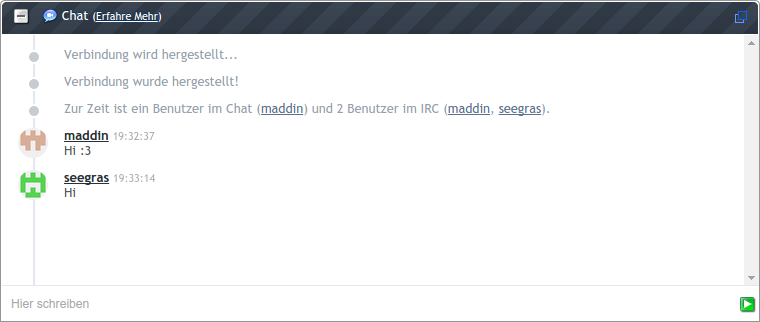 Chat (Erfahre Mehr)
Verbindung wird hergestellt...
Verbindung wurde hergestellt!
Zur Zeit ist ein Benutzer im Chat (maddin) und 2 Benutzer im IRC (maddin, seegras).
maddin 19:32:37
Hi :3
seegras 19:33:14
Hi
Hier schreiben